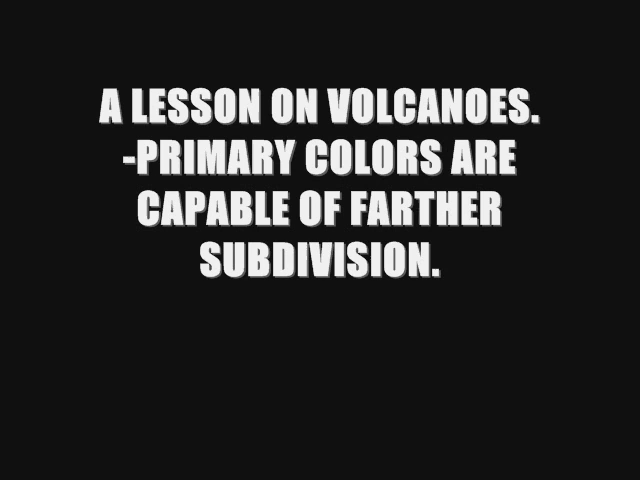 A LESSON ON VOLCANOES.
-PRIMARY COLORS ARE
CAPABLE OF FARTHER
SUBDIVISION.